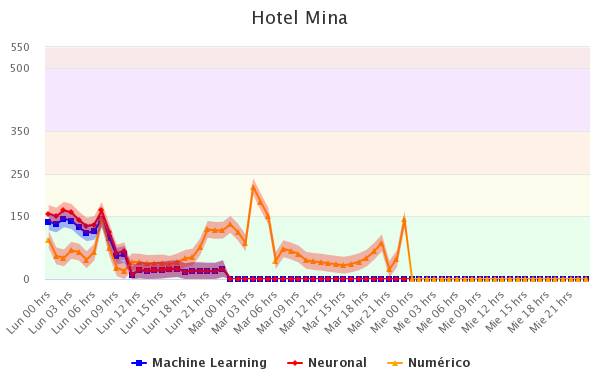 Hotel Mina
550
500
350
250
150
0
Lun 00 hrs
Lun 03 hrs
Lun 06 hrs
Lun 09 hrs
Lun 12 hrs
Lun 15 hrs
Lun 18 hrs
Lun 21 hrs
Mar 00 hrs
Mar 03 hrs
Mar 06 hrs
Mar 09 hrs
Mar 12 hrs
Mar 15 hrs
Mar 18 hrs
Mar 21 hrs
Mie 00 hrs
Mie 03 hrs
Mie 06 hrs
Mie 09 hrs
Mie 12 hrs
Mie 15 hrs
Mie 18 hrs
Mie 21 hrs
Machine Learning Neuronal Numérico